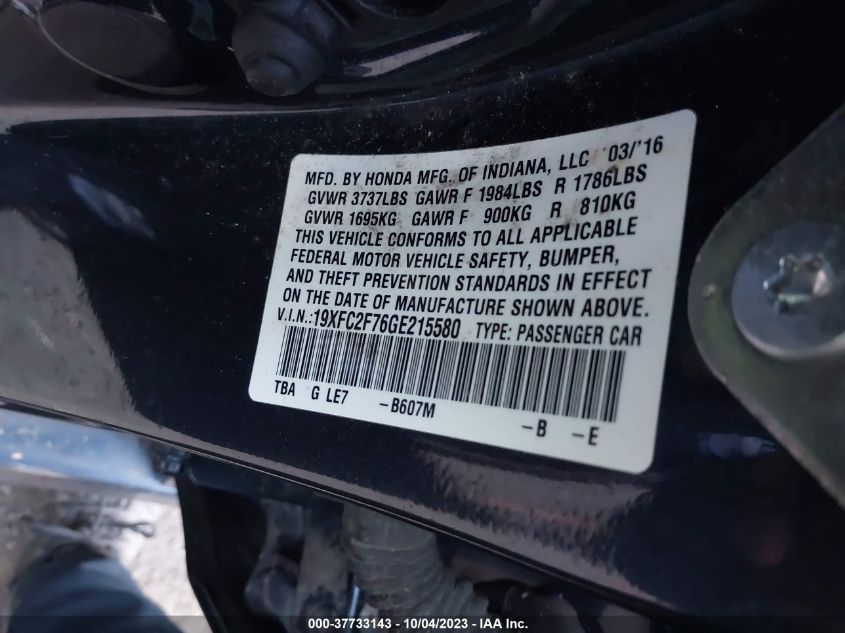 MFD. BY HONDA MFG. OF INDIANA, LLC 03/'16
GVWR 3737LBS GAWR F 1984LBS R 1786LBS
GVWR 1695KG GAWR F 900KG R 810KG
THIS VEHICLE CONFORMS TO ALL APPLICABLE
FEDERAL MOTOR VEHICLE SAFETY, BUMPER,
AND THEFT PREVENTION STANDARDS IN EFFECT
ON THE DATE OF MANUFACTURE SHOWN ABOVE.
V.I.N.:19XFC2F76GE215580 TYPE: PASSENGER CAR
TBA G LE7 -B607M -B -E
000-37733143 - 10/04/2023 - IAA Inc.